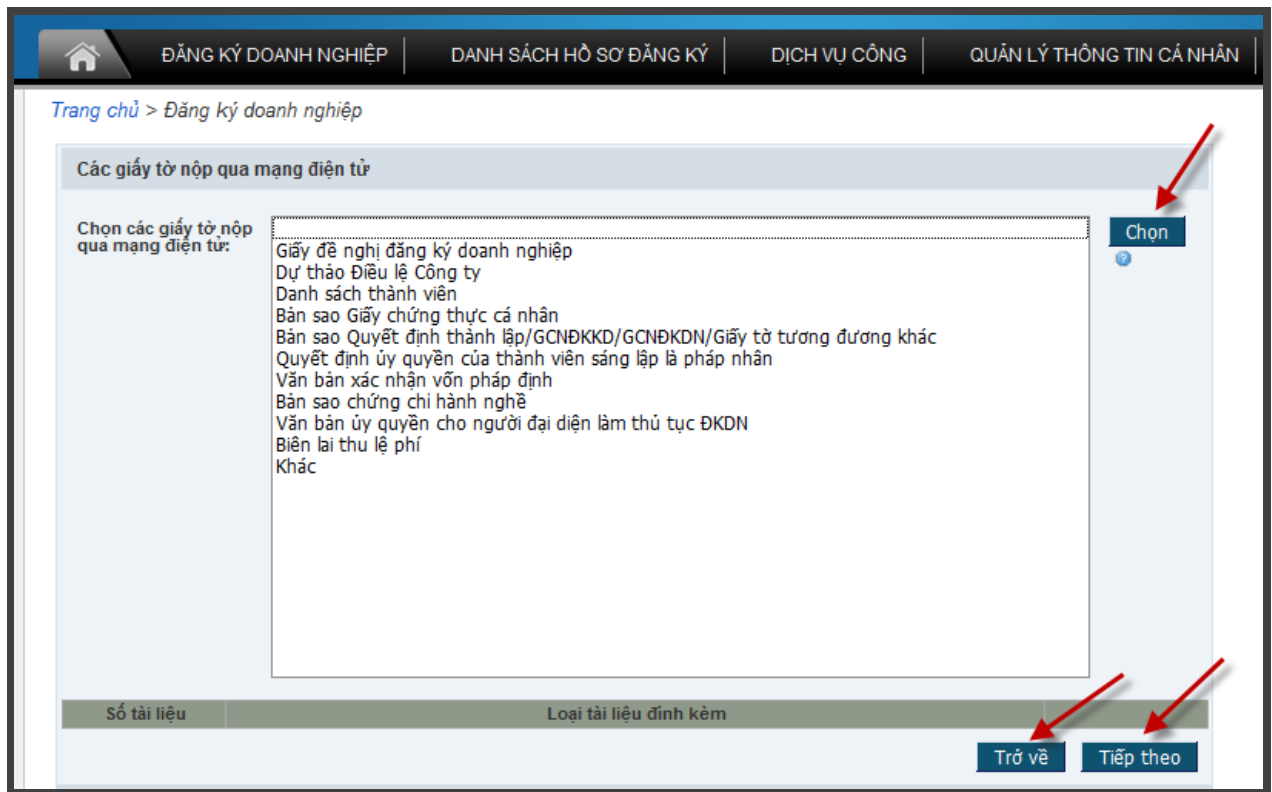 ĐĂNG KÝ DOANH NGHIỆP DANH SÁCH HỒ SƠ ĐĂNG KÝ DỊCH VỤ CÔNG QUẢN LÝ THÔNG TIN CÁ NHÂN
Trang chủ > Đăng ký doanh nghiệp
Các giấy tờ nộp qua mạng điện tử
Chọn các giấy tờ nộp
qua mạng điện tử:
Chọn
Giấy đề nghị đăng ký doanh nghiệp
Dự thảo Điều lệ Công ty
Danh sách thành viên
Bản sao Giấy chứng thực cá nhân
Bản sao Quyết định thành lập/GCNĐKKD/GCNĐKDN/Giấy tờ tương đương khác
Quyết định ủy quyền của thành viên sáng lập là pháp nhân
Văn bản xác nhận vốn pháp định
Bản sao chứng chỉ hành nghề
Văn bản ủy quyền cho người đại diện làm thủ tục ĐKDN
Biên lai thu lệ phí
Khác
Số tài liệu Loại tài liệu đính kèm
Trở về Tiếp theo